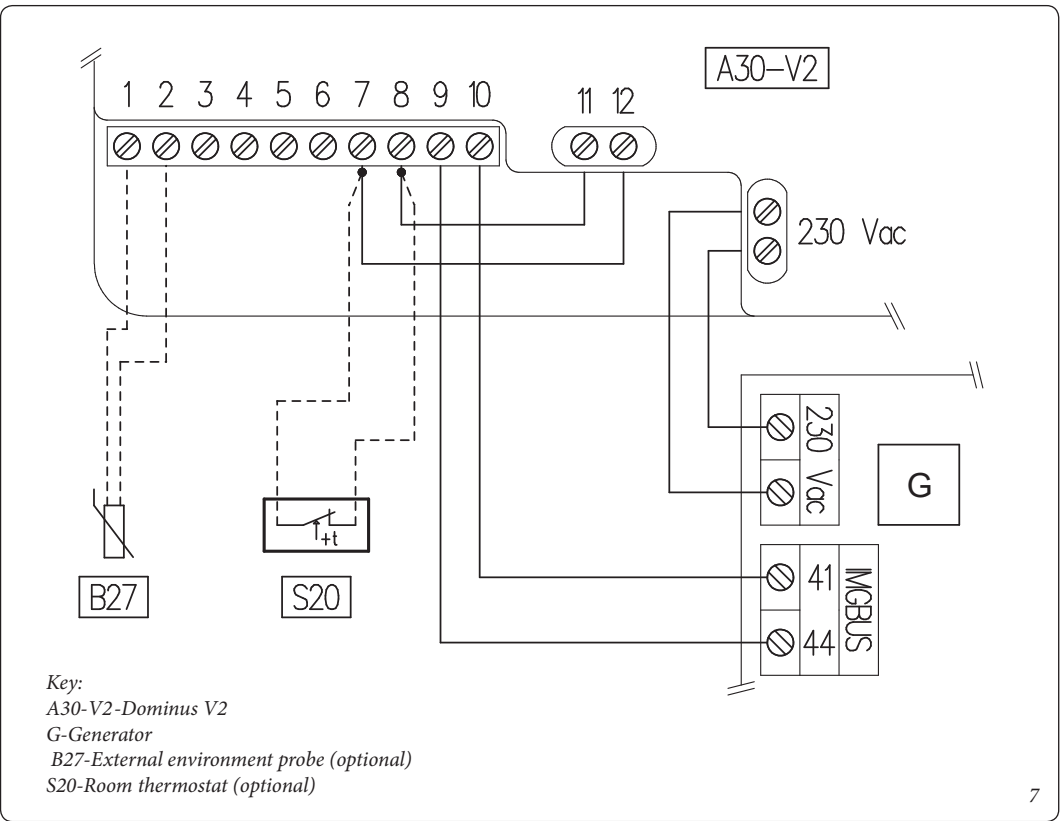 A30-V2
1 2 3 4 5 6 7 8 9 10 11 12
230 Vac
230 Vac
G
+t
41
44
IMGBUS
B27
S20
Key:
A30-V2-Dominus V2
G-Generator
B27-External environment probe (optional)
S20-Room thermostat (optional)
7